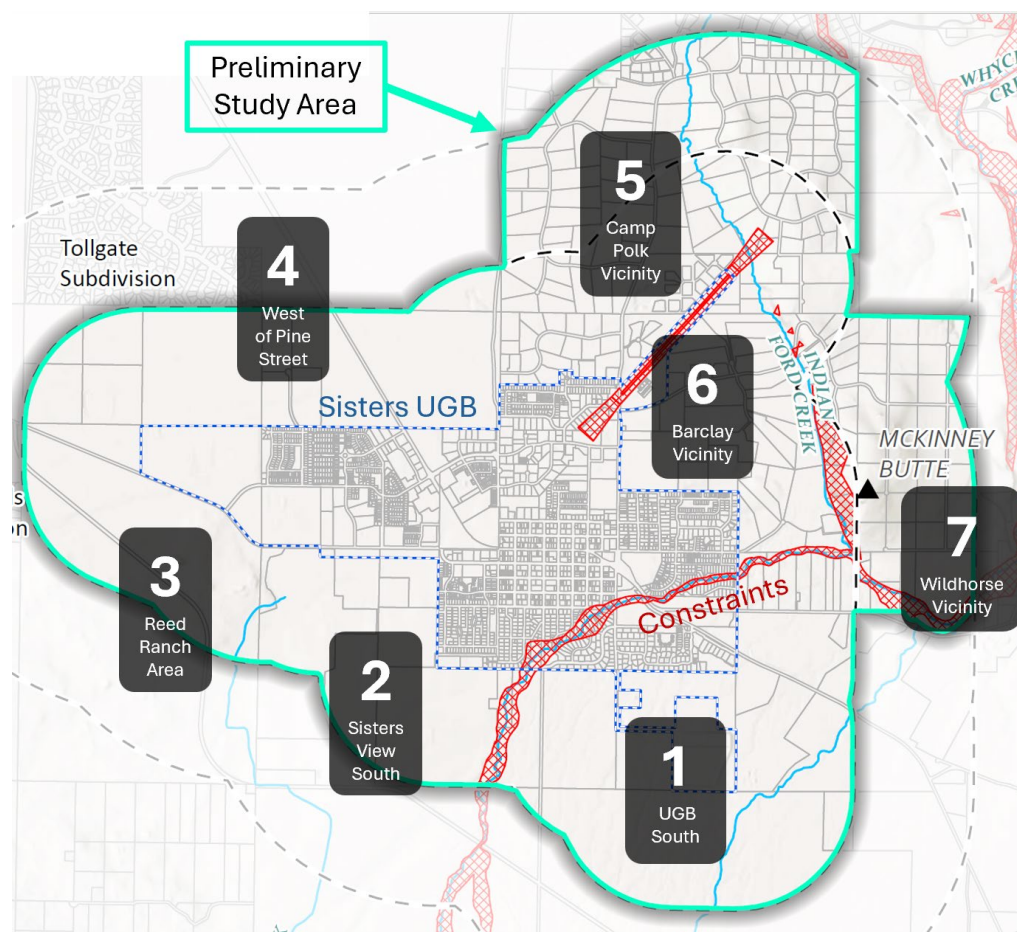 Preliminary
Study Area
WHYCH
CRE
5
Camp
Polk
Vicinity
4
West
of Pine
Street
Tollgate
Subdivision
Sisters UGB
6
Barclay
Vicinity
INDIAN
FORD CREEK
MCKINNEY
BUTTE
s
on
7
Wildhorse
Vicinity
3
Reed
Ranch
Area
Constraints
2
Sisters
View
South
1
UGB
South